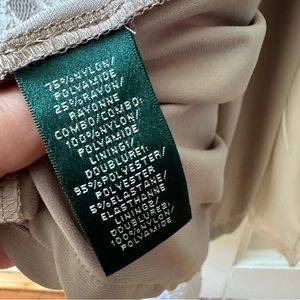 75%NYLON/
POLYAMIDE
25%RAYON/
RAYONNE
COMBO/COMBO:
100%NYLON/
POLYAMIDE
LINING1/
DOUBLURE1:
95%POLYESTER/
POLYESTER
5%ELASTANE/
ELASTHANNE
LINING2/
DOUBLURE2:
100%NYLON/
POLYAMIDE